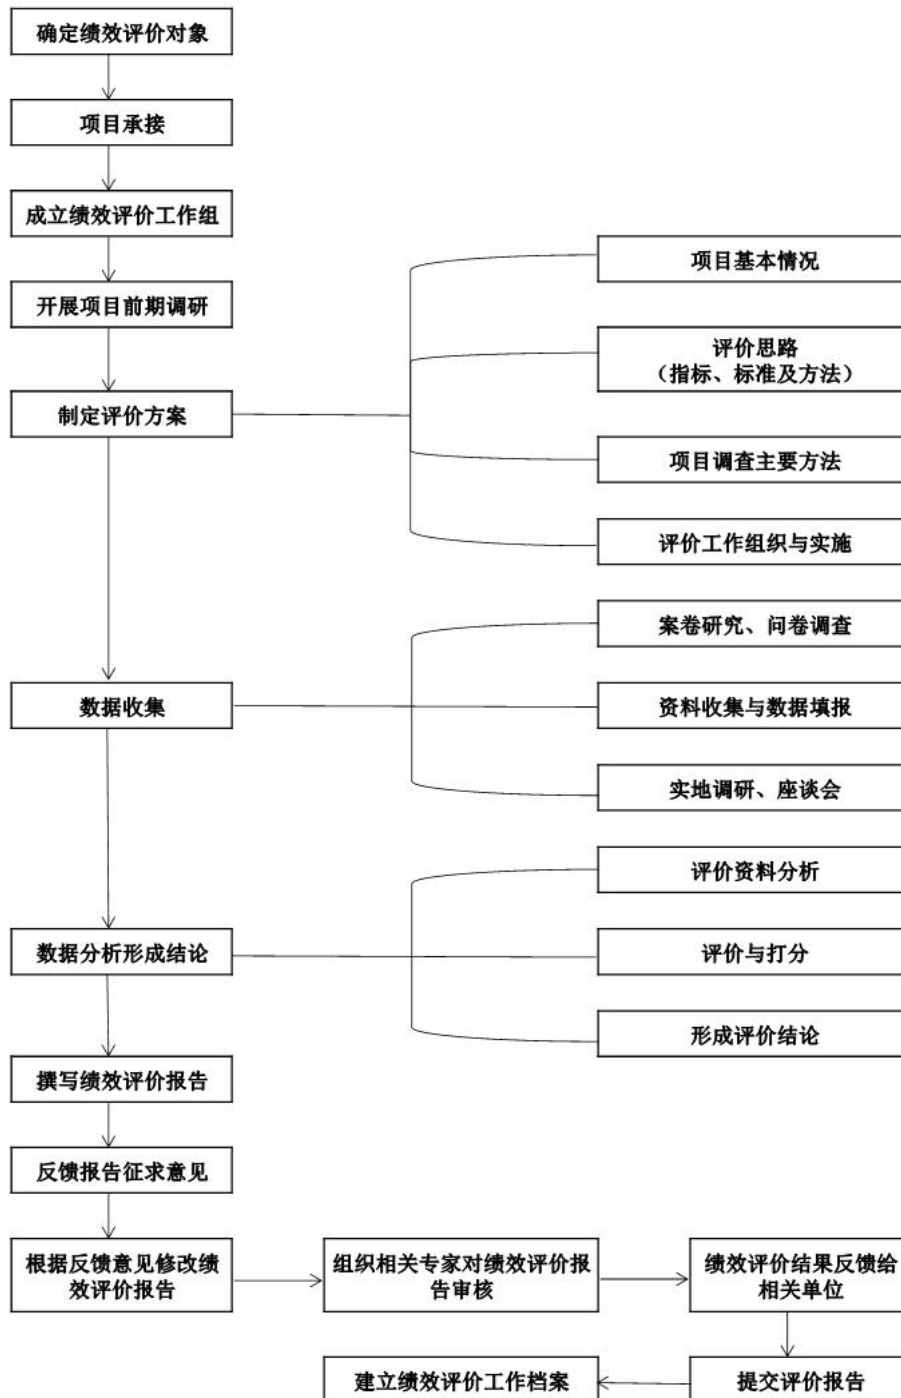 确定绩效评价对象
项目承接
成立绩效评价工作组
开展项目前期调研
制定评价方案
项目基本情况
评价思路
（指标、标准及方法）
项目调查主要方法
评价工作组织与实施
数据收集
案卷研究、问卷调查
资料收集与数据填报
实地调研、座谈会
数据分析形成结论
评价资料分析
评价与打分
形成评价结论
撰写绩效评价报告
反馈报告征求意见
根据反馈意见修改绩
效评价报告
组织相关专家对绩效评价报
告审核
绩效评价结果反馈给
相关单位
提交评价报告
建立绩效评价工作档案